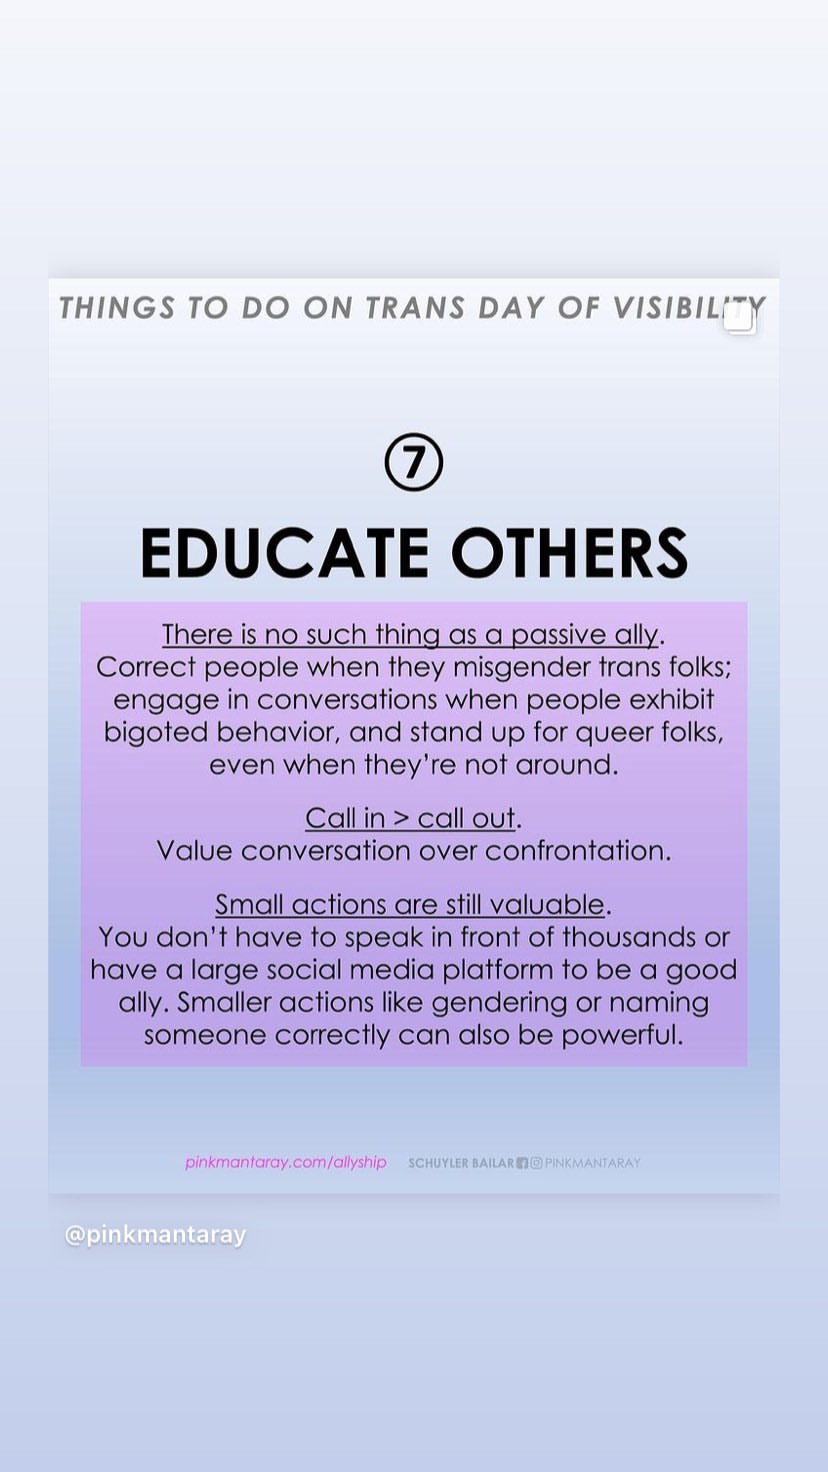 THINGS TO DO ON TRANS DAY OF VISIBILITY
7
EDUCATE OTHERS
There is no such thing as a passive ally.
Correct people when they misgender trans folks;
engage in conversations when people exhibit
bigoted behavior, and stand up for queer folks,
even when they’re not around.
Call in > call out.
Value conversation over confrontation.
Small actions are still valuable.
You don’t have to speak in front of thousands or
have a large social media platform to be a good
ally. Smaller actions like gendering or naming
someone correctly can also be powerful.
pinkmantaray.com/allyship SCHUYLER BAILAR PINKMANTARAY
@pinkmantaray